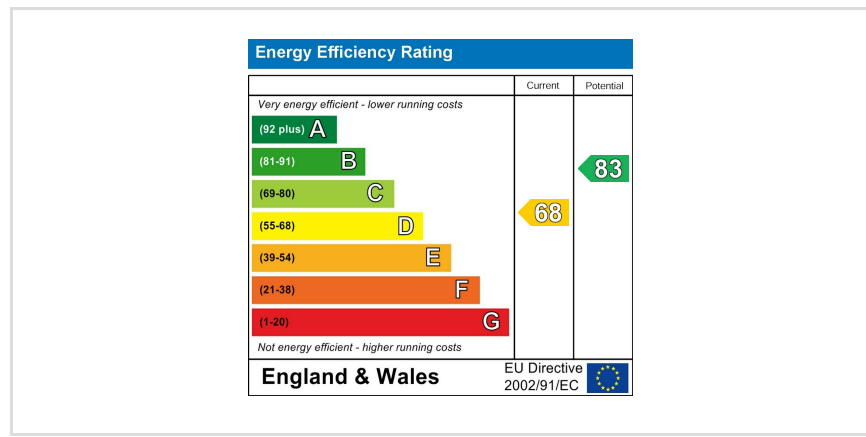 Energy Efficiency Rating
Current Potential
Very energy efficient - lower running costs
(92 plus) A
(81-91) B
83
(69-80) C
68
(55-68) D
(39-54) E
(21-38) F
(1-20) G
Not energy efficient - higher running costs
England & Wales
EU Directive
2002/91/EC